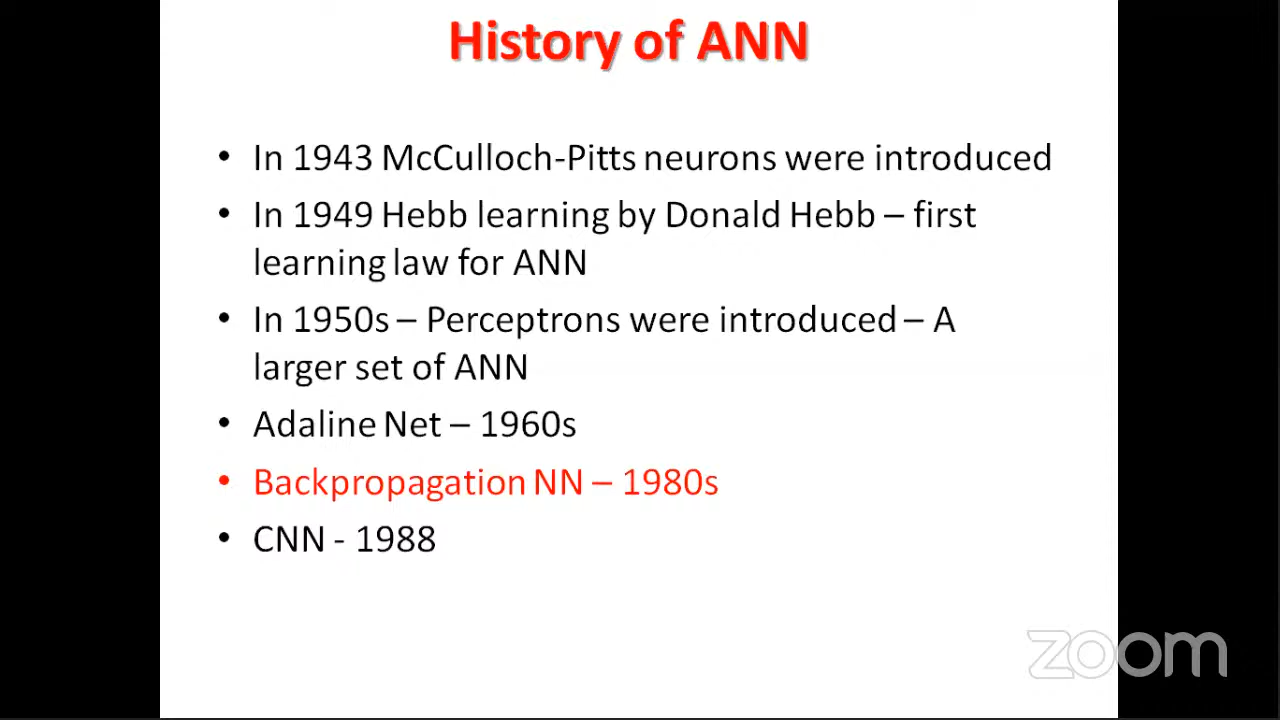 History of ANN
• In 1943 McCulloch-Pitts neurons were introduced
• In 1949 Hebb learning by Donald Hebb – first
learning law for ANN
• In 1950s – Perceptrons were introduced – A
larger set of ANN
• Adaline Net – 1960s
• Backpropagation NN – 1980s
• CNN - 1988
zoom